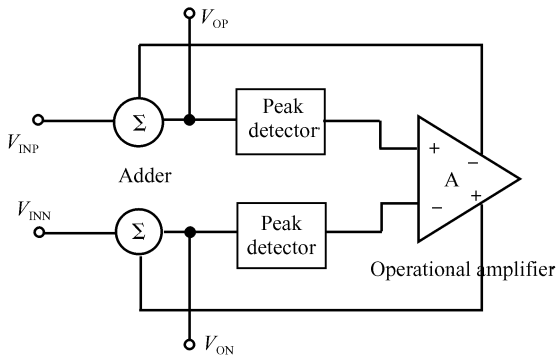 V_OP
Peak
detector
Σ
V_INP
+
−
A
Adder
V_INN
Σ
Peak
detector
−
+
Operational amplifier
V_ON